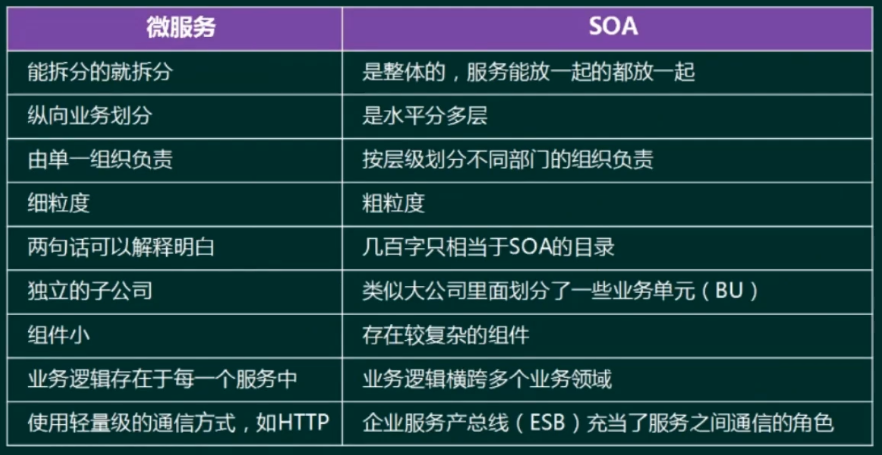 微服务 SOA
能拆分的就拆分 是整体的，服务能放一起的都放一起
纵向业务划分 是水平分多层
由单一组织负责 按层级划分不同部门的组织负责
细粒度 粗粒度
两句话可以解释明白 几百字只相当于SOA的目录
独立的子公司 类似大公司里面划分了一些业务单元（BU）
组件小 存在较复杂的组件
业务逻辑存在于每一个服务中 业务逻辑横跨多个业务领域
使用轻量级的通信方式，如HTTP 企业服务产总线（ESB）充当了服务之间通信的角色